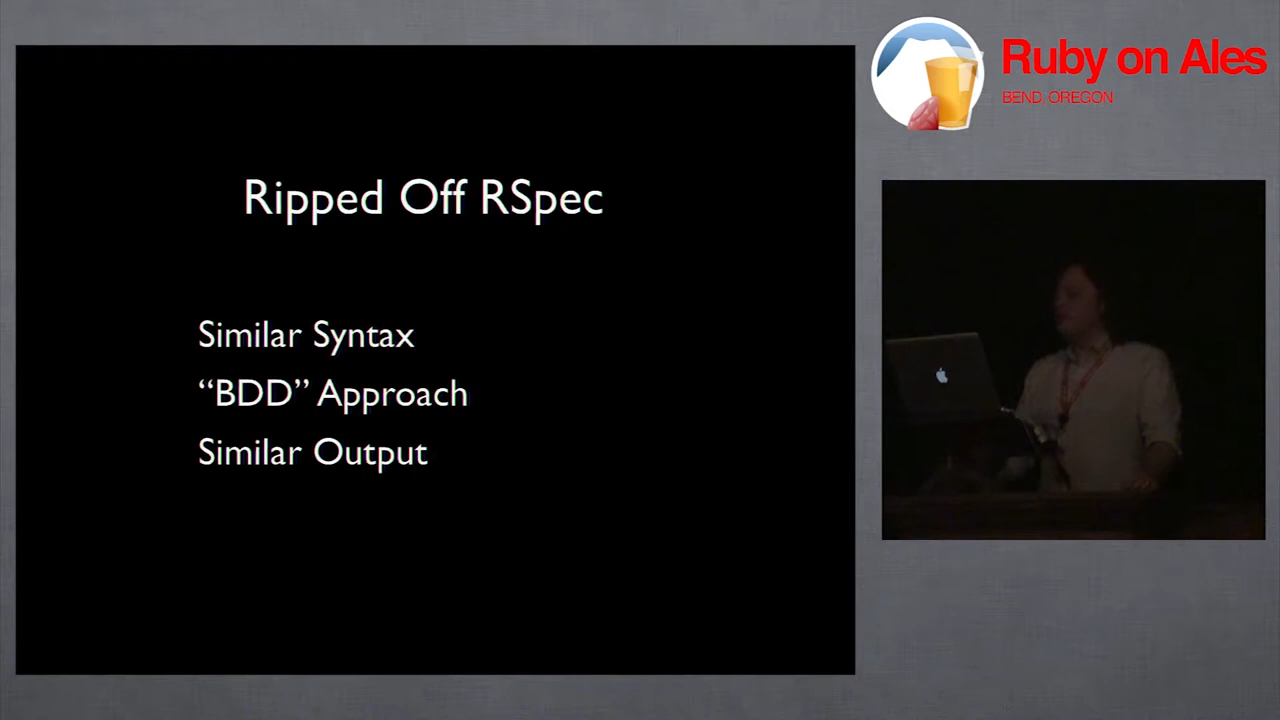 Ruby on Ales
BEND, OREGON
Ripped Off RSpec
Similar Syntax
“BDD” Approach
Similar Output